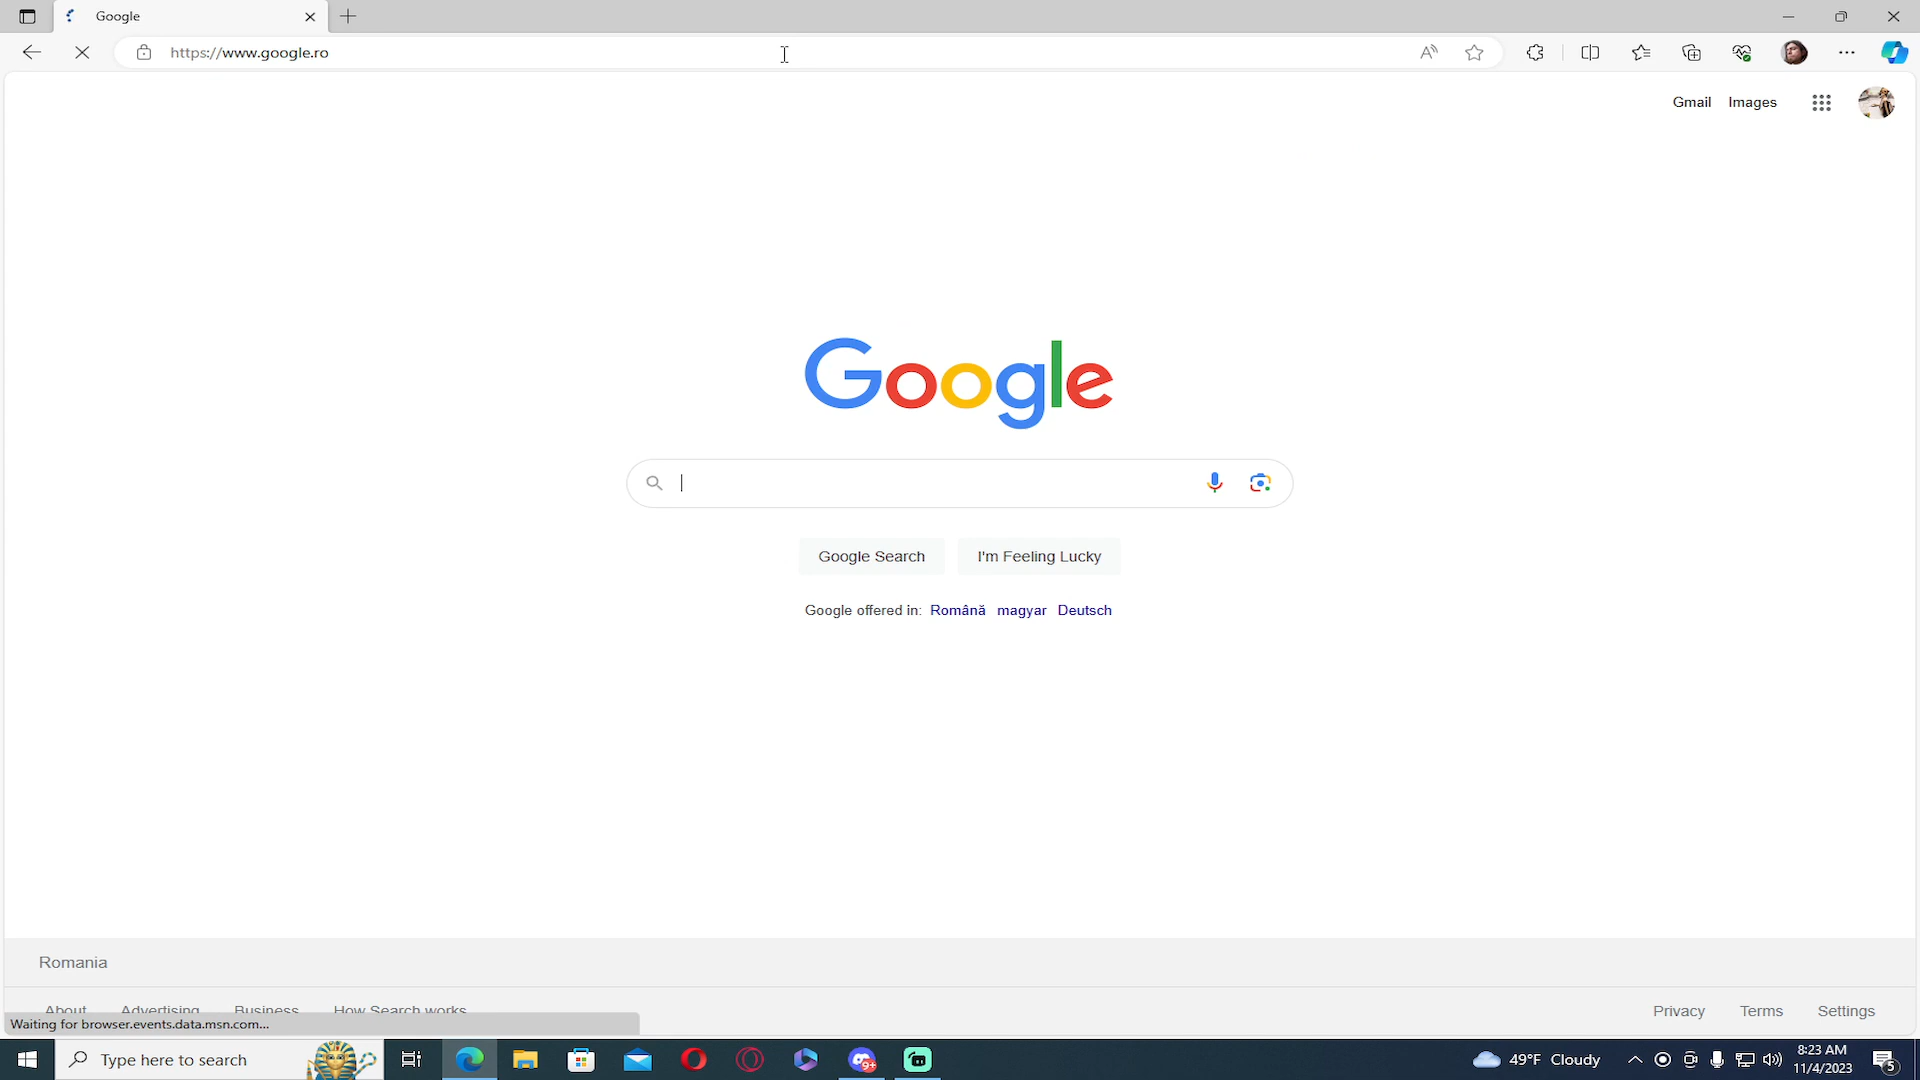 Google
https://www.google.ro
Gmail Images
Google
Google Search I'm Feeling Lucky
Google offered in: Română magyar Deutsch
Romania
About Advertising Business How Search works Privacy Terms Settings
Waiting for browser.events.data.msn.com...
Type here to search
9+
49°F Cloudy
8:23 AM
11/4/2023
5